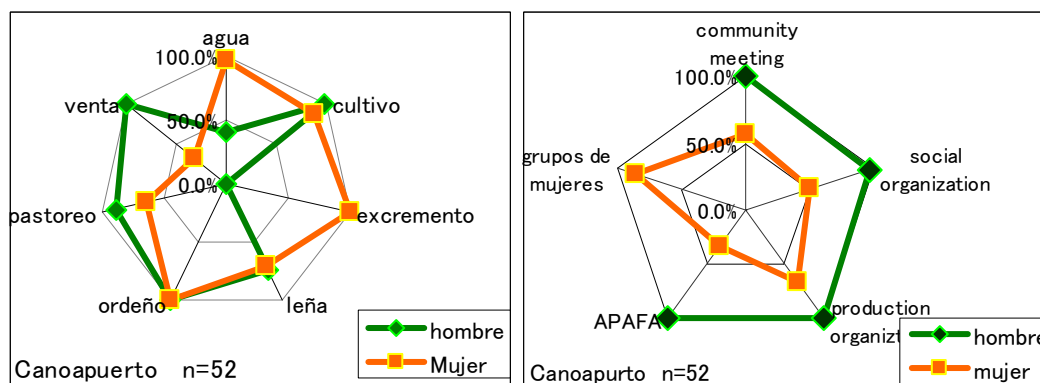 agua
100.0%
venta
cultivo
50.0%
0.0%
pastoreo
excremento
ordeño
leña
hombre
Mujer
Canoapuerto n=52
community
meeting
100.0%
50.0%
grupos de
mujeres
social
organization
0.0%
APAFA
production
organizt
hombre
mujer
Canoapurto n=52